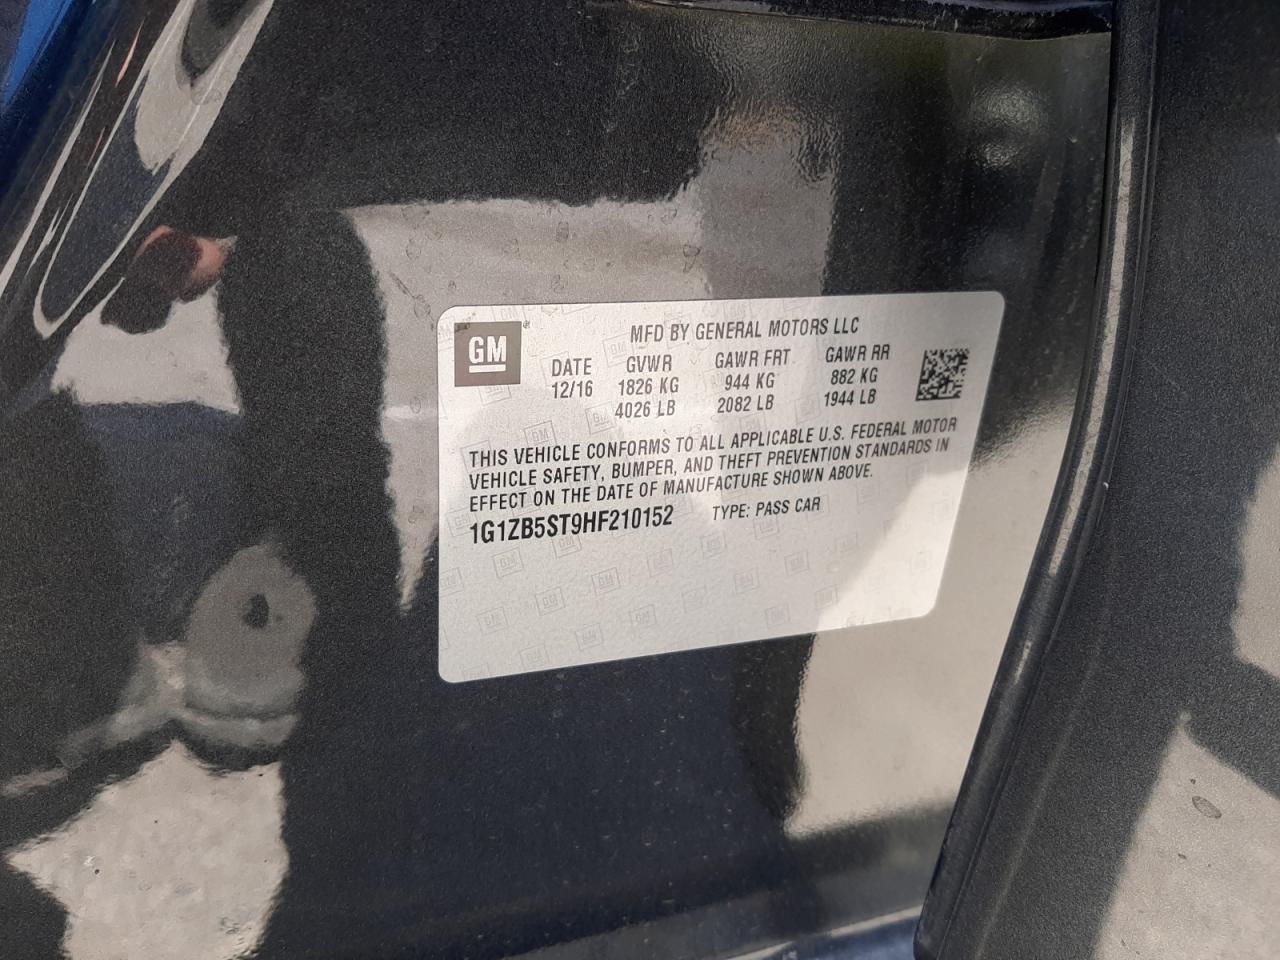 GM
MFD BY GENERAL MOTORS LLC
DATE GVWR GAWR FRT. GAWR RR
12/16 1826 KG 944 KG 882 KG
4026 LB 2082 LB 1944 LB
THIS VEHICLE CONFORMS TO ALL APPLICABLE U.S. FEDERAL MOTOR
VEHICLE SAFETY, BUMPER, AND THEFT PREVENTION STANDARDS IN
EFFECT ON THE DATE OF MANUFACTURE SHOWN ABOVE.
1G1ZB5ST9HF210152 TYPE: PASS CAR